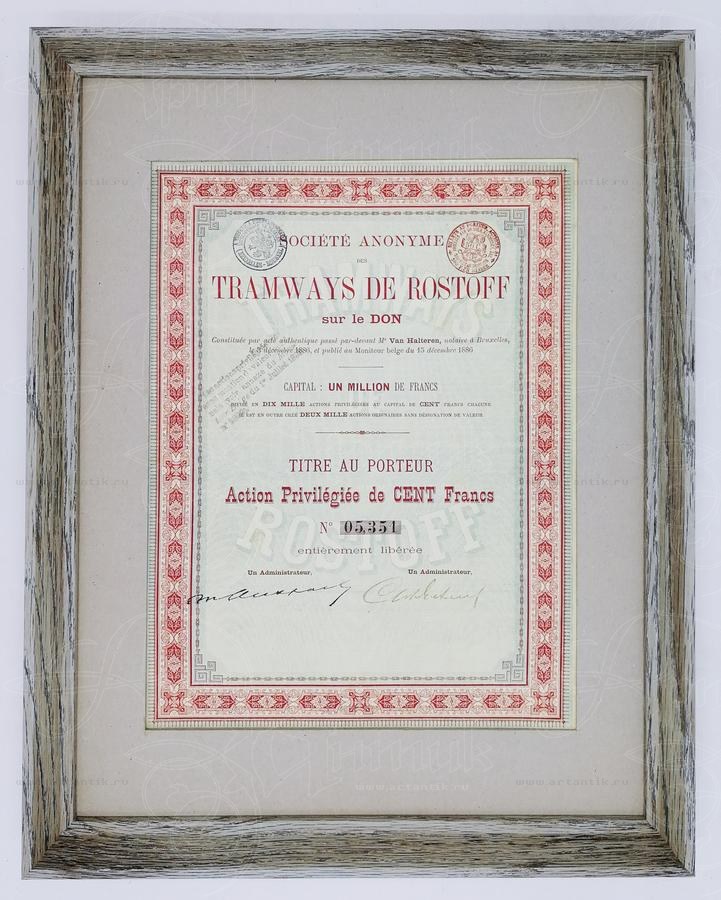 SOCIÉTÉ ANONYME
DES
TRAMWAYS DE ROSTOFF
sur le DON
Constituée par acte authentique passé par-devant Me Van Halteren, notaire à Bruxelles,
le 3 décembre 1886, et publié au Moniteur belge du 15 décembre 1886
CAPITAL : UN MILLION DE FRANCS
DIVISÉ EN DIX MILLE ACTIONS PRIVILÉGIÉES AU CAPITAL DE CENT FRANCS CHACUNE
IL EST EN OUTRE CRÉÉ DEUX MILLE ACTIONS ORDINAIRES SANS DÉSIGNATION DE VALEUR
TITRE AU PORTEUR
Action Privilégiée de CENT Francs
No 05,351
entièrement libérée
Un Administrateur, Un Administrateur,
TRAMWAYS
ROSTOFF
www.artantik.ru